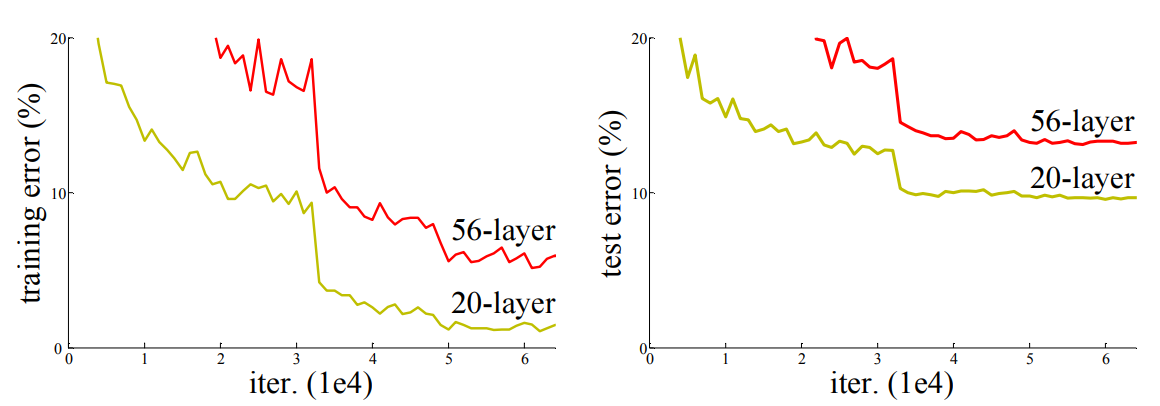 training error (%)
20
10
0
0 1 2 3 4 5 6
iter. (1e4)
56-layer
20-layer
test error (%)
20
10
0
0 1 2 3 4 5 6
iter. (1e4)
56-layer
20-layer